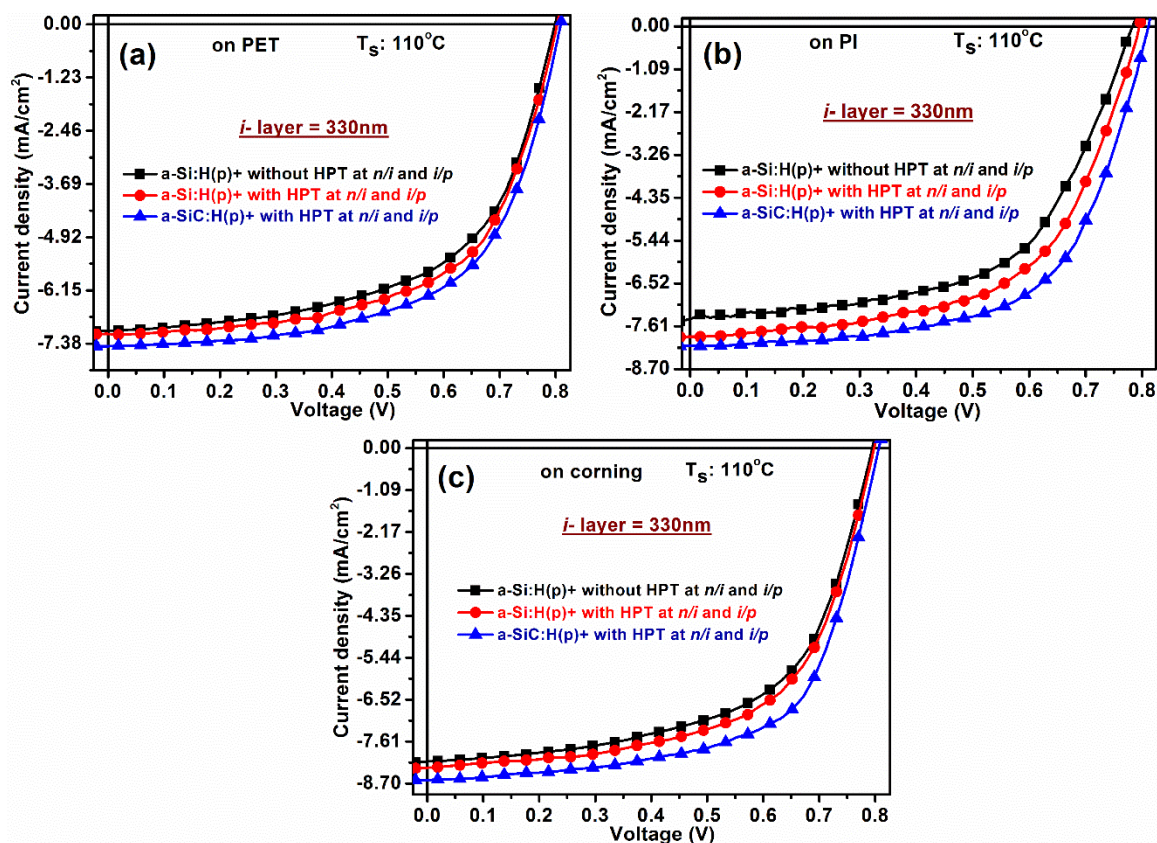 (a)
on PET
Ts: 110°C
i- layer = 330nm
a-Si:H(p)+ without HPT at n/i and i/p
a-Si:H(p)+ with HPT at n/i and i/p
a-SiC:H(p)+ with HPT at n/i and i/p
Current density (mA/cm²)
0.00
-1.23
-2.46
-3.69
-4.92
-6.15
-7.38
0.0 0.1 0.2 0.3 0.4 0.5 0.6 0.7 0.8
Voltage (V)
(b)
on PI
Ts: 110°C
i- layer = 330nm
a-Si:H(p)+ without HPT at n/i and i/p
a-Si:H(p)+ with HPT at n/i and i/p
a-SiC:H(p)+ with HPT at n/i and i/p
Current density (mA/cm²)
0.00
-1.09
-2.17
-3.26
-4.35
-5.44
-6.52
-7.61
-8.70
0.0 0.1 0.2 0.3 0.4 0.5 0.6 0.7 0.8
Voltage (V)
(c)
on corning
Ts: 110°C
i- layer = 330nm
a-Si:H(p)+ without HPT at n/i and i/p
a-Si:H(p)+ with HPT at n/i and i/p
a-SiC:H(p)+ with HPT at n/i and i/p
Current density (mA/cm²)
0.00
-1.09
-2.17
-3.26
-4.35
-5.44
-6.52
-7.61
-8.70
0.0 0.1 0.2 0.3 0.4 0.5 0.6 0.7 0.8
Voltage (V)